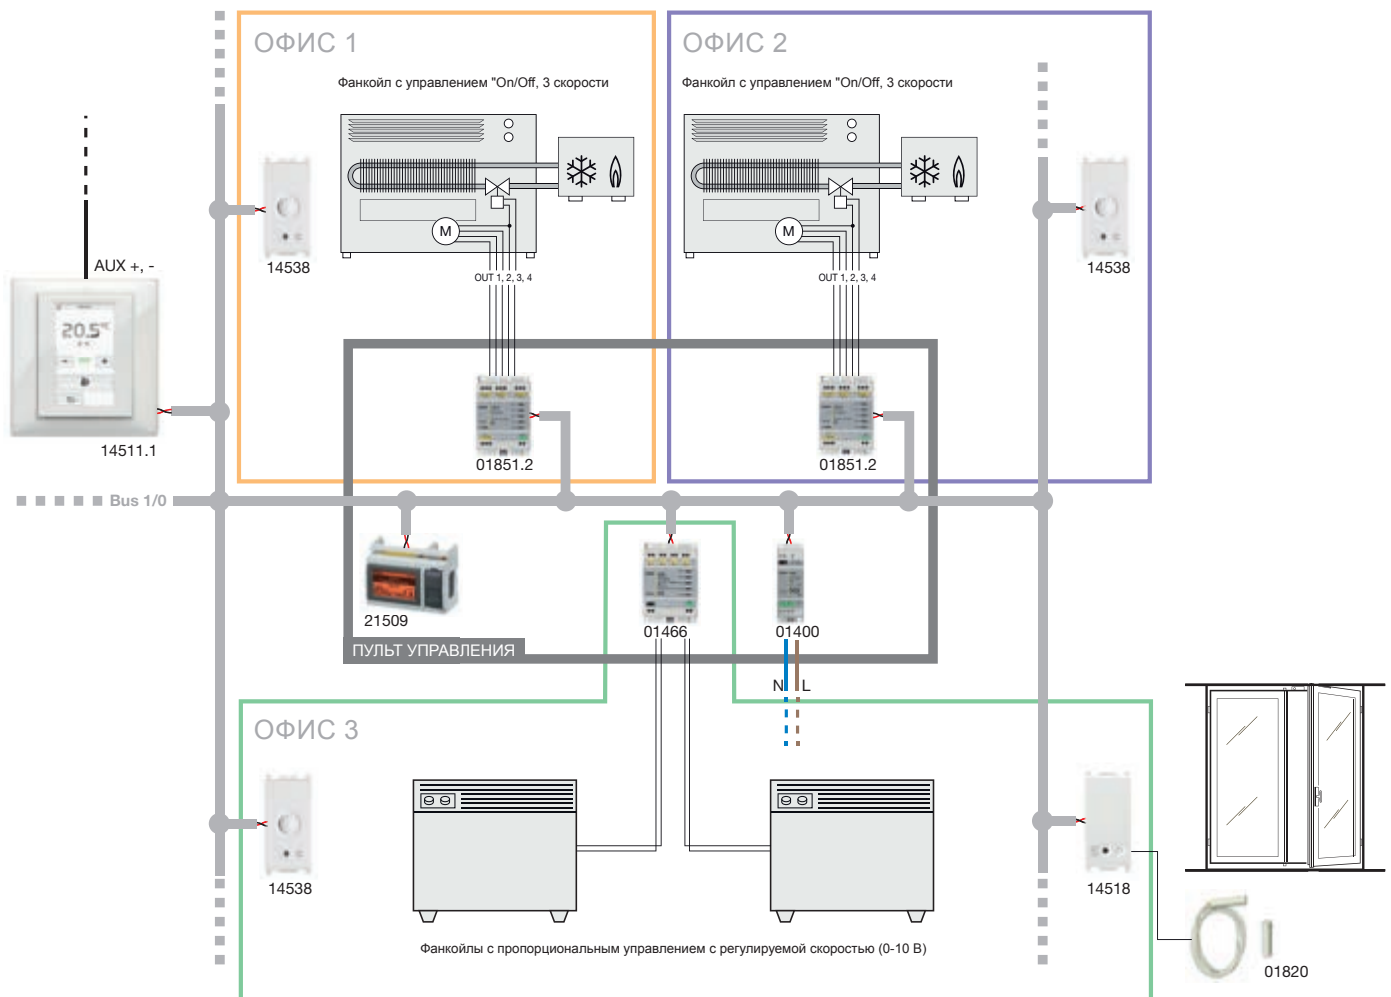 ОФИС 1
ОФИС 2
Фанкойл с управлением "On/Off, 3 скорости
Фанкойл с управлением "On/Off, 3 скорости
14538
14538
M
M
AUX +, -
OUT 1, 2, 3, 4
OUT 1, 2, 3, 4
20.5°C
14511.1
01851.2
01851.2
Bus 1/0
21509
01466
01400
ПУЛЬТ УПРАВЛЕНИЯ
N
L
ОФИС 3
14538
14518
Фанкойлы с пропорциональным управлением с регулируемой скоростью (0-10 В)
01820